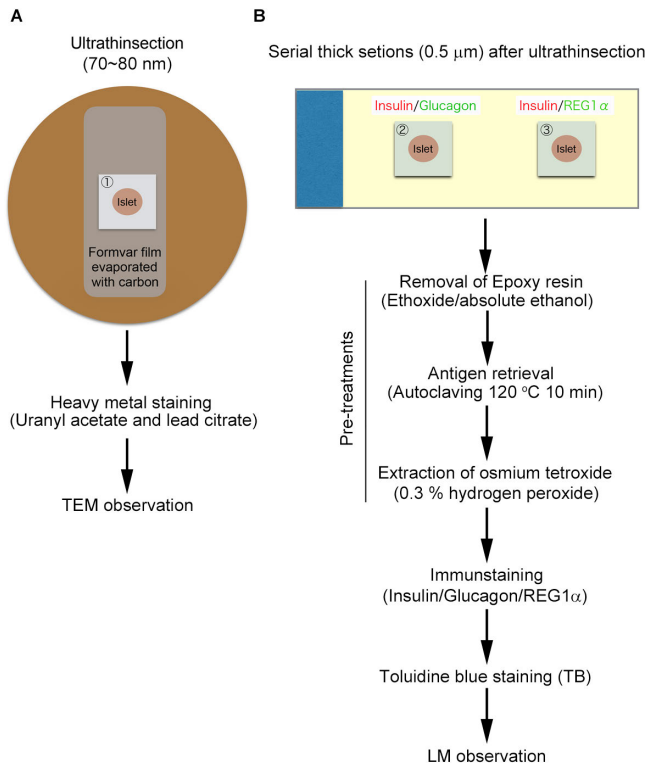 A
Ultrathinsection
(70~80 nm)
①
Islet
Formvar film
evaporated
with carbon
Heavy metal staining
(Uranyl acetate and lead citrate)
TEM observation
B
Serial thick setions (0.5 μm) after ultrathinsection
Insulin/Glucagon
Insulin/REG1α
②
Islet
③
Islet
Pre-treatments
Removal of Epoxy resin
(Ethoxide/absolute ethanol)
Antigen retrieval
(Autoclaving 120 °C 10 min)
Extraction of osmium tetroxide
(0.3 % hydrogen peroxide)
Immunstaining
(Insulin/Glucagon/REG1α)
Toluidine blue staining (TB)
LM observation